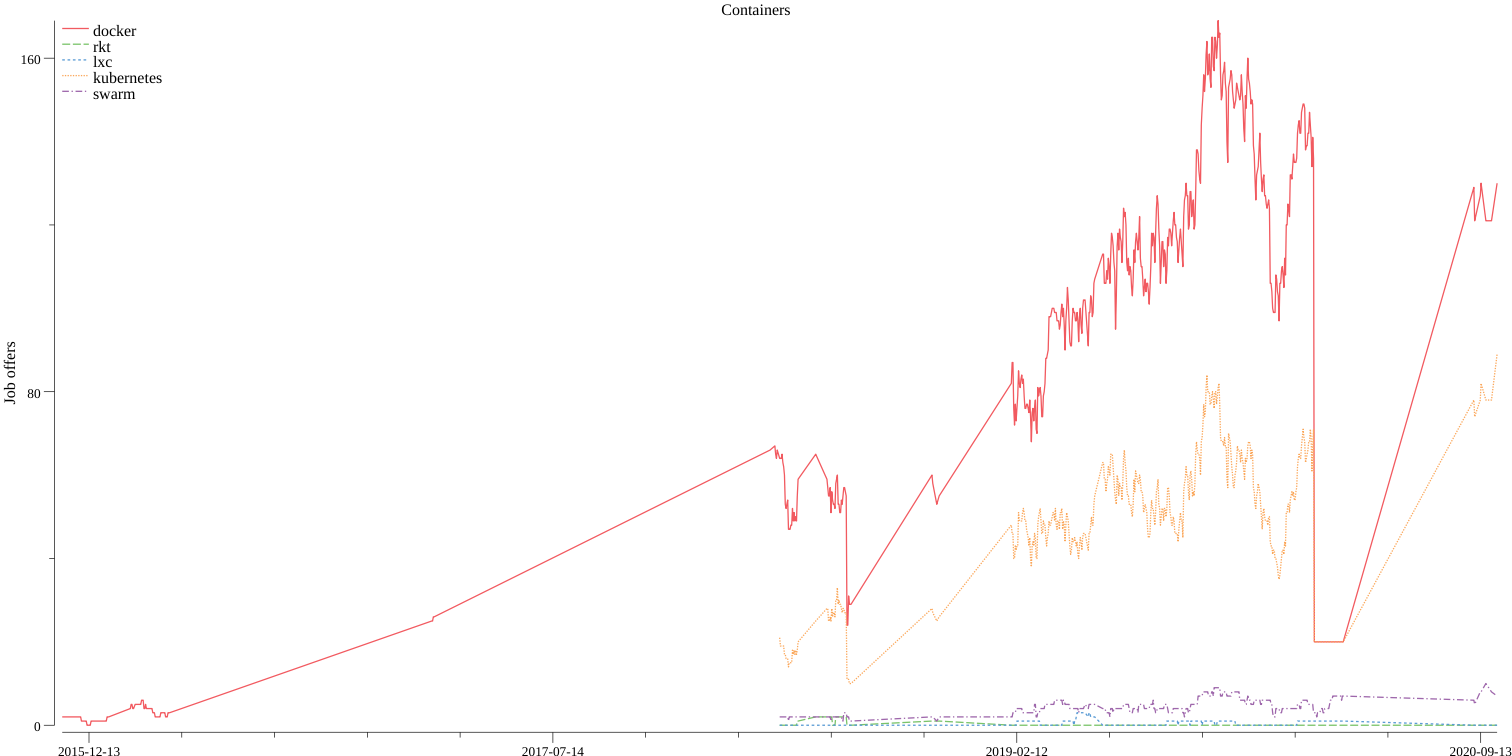 Containers
docker
rkt
lxc
kubernetes
swarm
Job offers
160
80
0
2015-12-13
2017-07-14
2019-02-12
2020-09-13